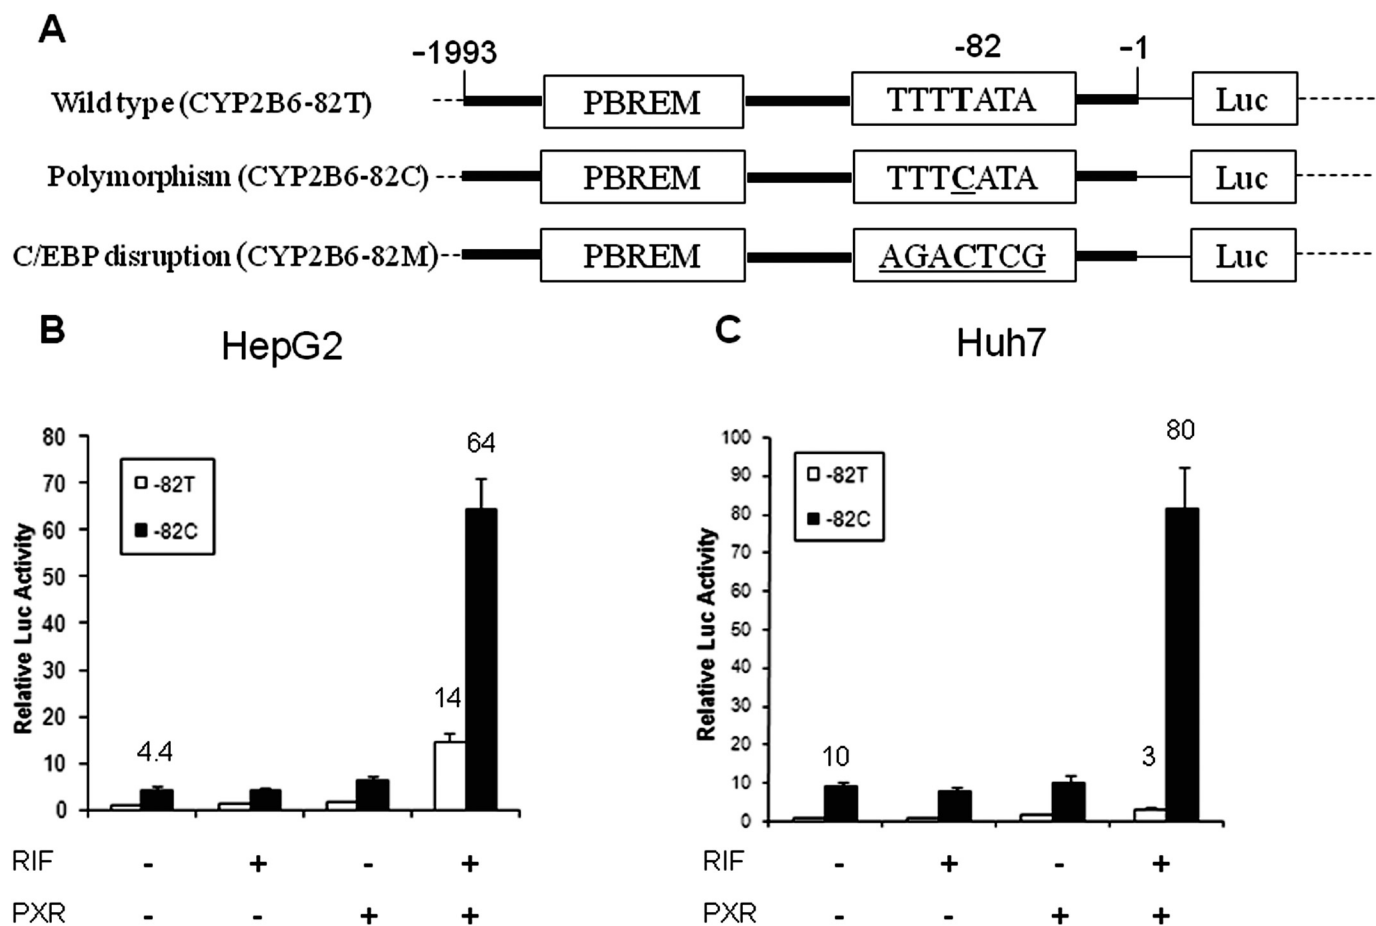 A
-1993 -82 -1
Wild type (CYP2B6-82T) PBREM TTTTATA Luc
Polymorphism (CYP2B6-82C) PBREM TTTCATA Luc
C/EBP disruption (CYP2B6-82M) PBREM AGACTCG Luc
B
HepG2
80
70
60
50
40
30
20
10
0
Relative Luc Activity
-82T
-82C
4.4
14
64
RIF - + - +
PXR - - + +
C
Huh7
100
90
80
70
60
50
40
30
20
10
0
Relative Luc Activity
-82T
-82C
10
3
80
RIF - + - +
PXR - - + +